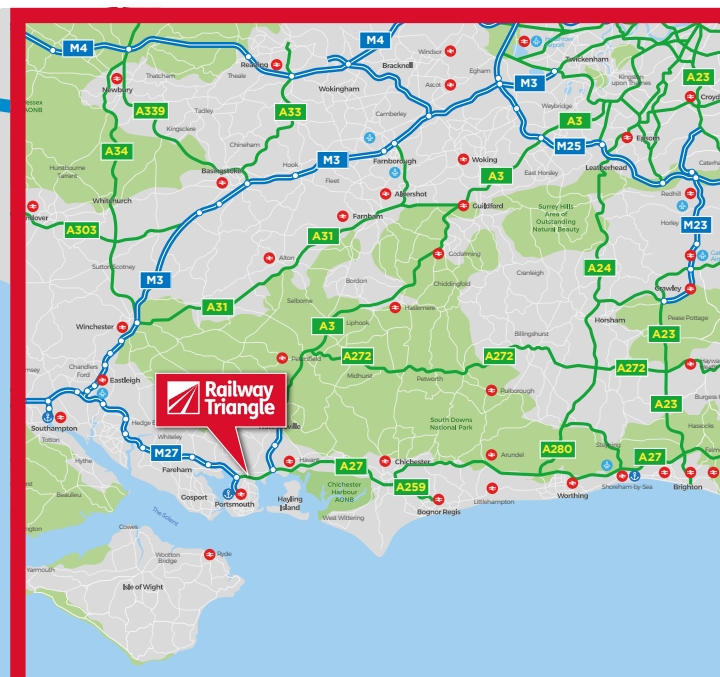 M4
M4
Windsor
Twickenham
Reading
Bracknell
Egham
Thatcham
Theale
Newbury
Wokingham
Ascot
M3
Kingston
upon Thames
A23
A339
Tadley
A33
Camberley
Weybridge
Kingsclere
A3
Epsom
A34
Chineham
Hook
M3
Farnborough
Woking
M25
Hurstbourne
Tarrant
Basingstoke
Fleet
A3
East Horsley
Leatherhead
Whitchurch
Aldershot
Guildford
Surrey Hills
Area of
Outstanding
Natural Beauty
Redhill
A303
Farnham
Horley
M23
A31
Alton
Godalming
Sutton Scotney
A24
M3
Bordon
Chiddingfold
Cranleigh
Crawley
A31
Selborne
Haslemere
Winchester
A3
Liphook
Billingshurst
Horsham
Pease Pottage
A23
A272
A272
Petersfield
A272
Chandlers
Ford
Midhurst
Petworth
Eastleigh
Pulborough
Railway
Triangle
A23
Southampton
Totton
South Downs
National Park
Hassocks
Whiteley
M27
A280
Steyning
Hythe
Fareham
Havant
A27
Chichester
Arundel
A27
Beaulieu
Gosport
Portsmouth
Hayling
Island
Chichester
Harbour
AONB
A259
Littlehampton
Worthing
Shoreham-by-Sea
Brighton
West Wittering
Bognor Regis
The Solent
Cowes
Wootton
Bridge
Ryde
Yarmouth
Isle of Wight